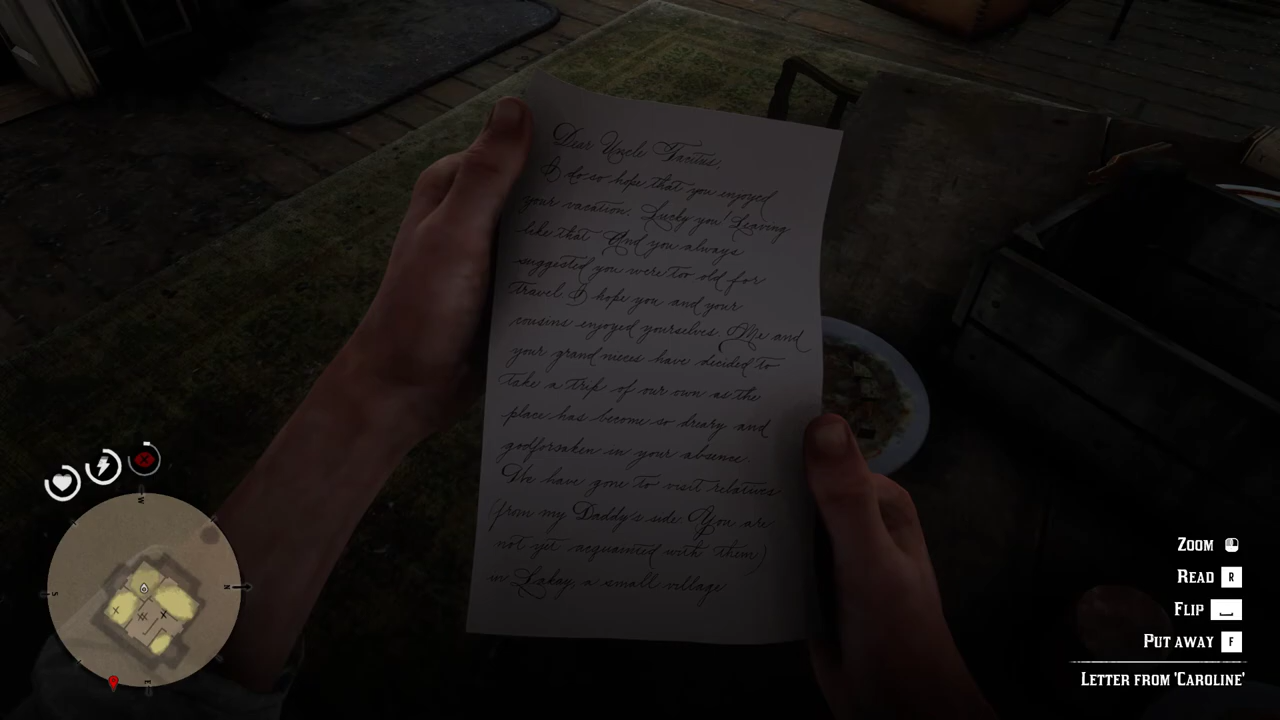 Dear Uncle Tacitus,
I do so hope that you enjoyed
your vacation. Lucky you! Leaving
like that. And you always
suggested you were too old for
travel. I hope you and your
cousins enjoyed yourselves. Me and
your grand nieces have decided to
take a trip of our own as the
place has become so dreary and
godforsaken in your absence.
We have gone to visit relatives
(from my Daddy's side. You are
not yet acquainted with them)
in Lakay, a small village
ZOOM
READ R
FLIP
PUT AWAY F
LETTER FROM 'CAROLINE'
W
N
S
E